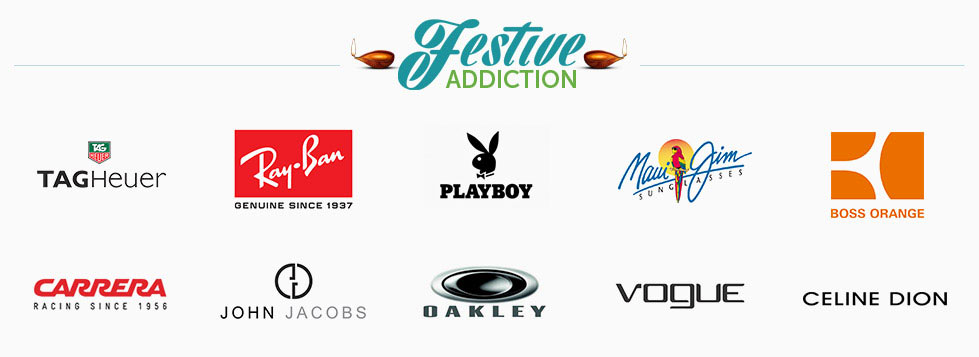 Festive
ADDICTION
TAG
HEUER
TAGHeuer
Ray-Ban
GENUINE SINCE 1937
PLAYBOY
Maui Jim
SUNGLASSES
BOSS ORANGE
CARRERA
RACING SINCE 1956
JOHN JACOBS
OAKLEY
VOGUE
CELINE DION